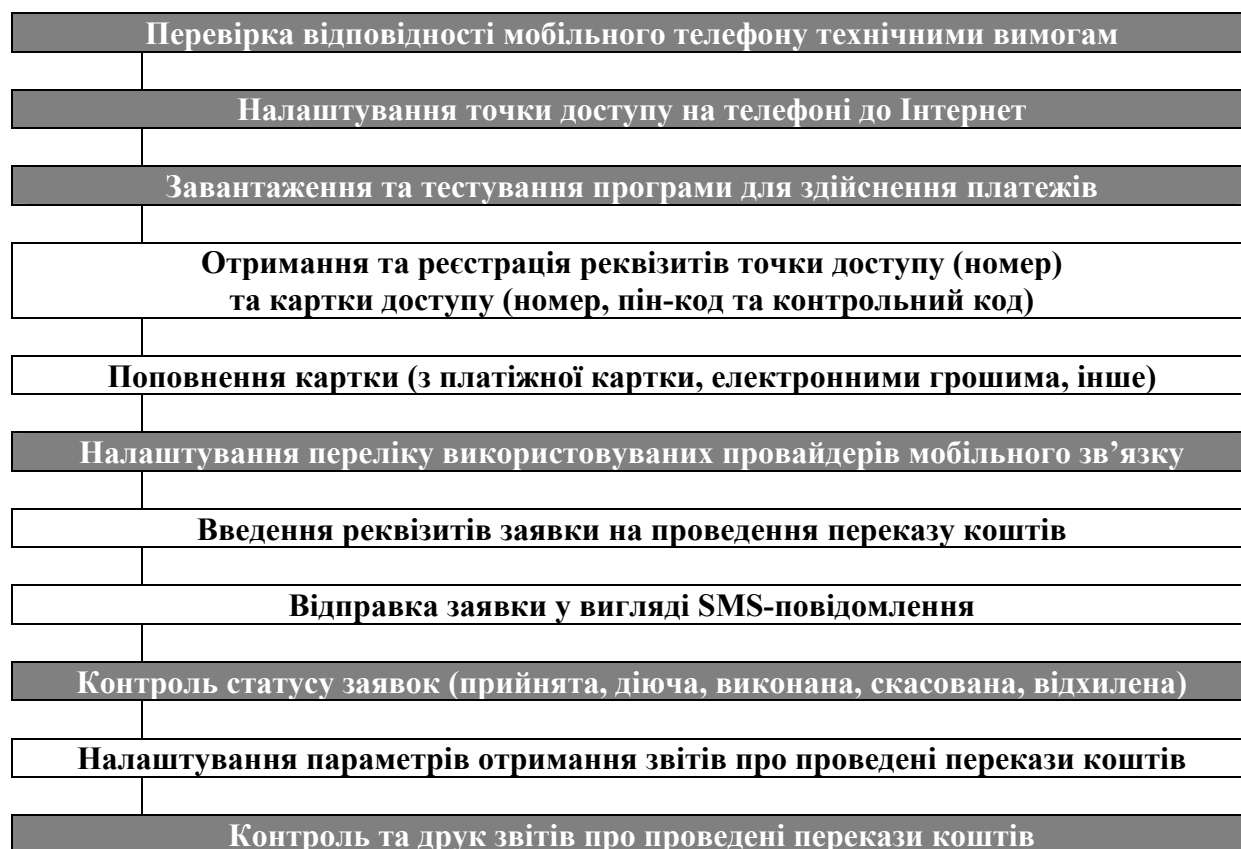 Перевірка відповідності мобільного телефону технічними вимогам
Налаштування точки доступу на телефоні до Інтернет
Завантаження та тестування програми для здійснення платежів
Отримання та реєстрація реквізитів точки доступу (номер)
та картки доступу (номер, пін-код та контрольний код)
Поповнення картки (з платіжної картки, електронними грошима, інше)
Налаштування переліку використовуваних провайдерів мобільного зв’язку
Введення реквізитів заявки на проведення переказу коштів
Відправка заявки у вигляді SMS-повідомлення
Контроль статусу заявок (прийнята, діюча, виконана, скасована, відхилена)
Налаштування параметрів отримання звітів про проведені перекази коштів
Контроль та друк звітів про проведені перекази коштів